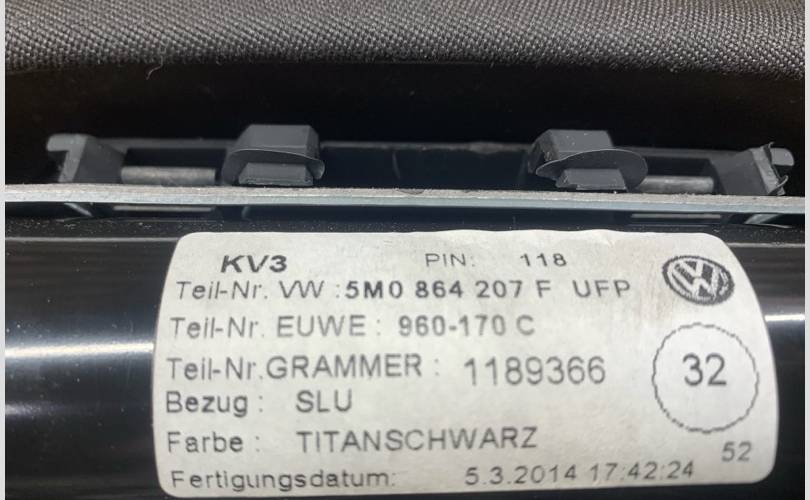 KV3 PIN: 118
Teil-Nr. VW :5M0 864 207 F UFP
Teil-Nr. EUWE : 960-170 C
Teil-Nr.GRAMMER : 1189366
32
Bezug : SLU
Farbe : TITANSCHWARZ
52
Fertigungsdatum: 5.3.2014 17:42:24